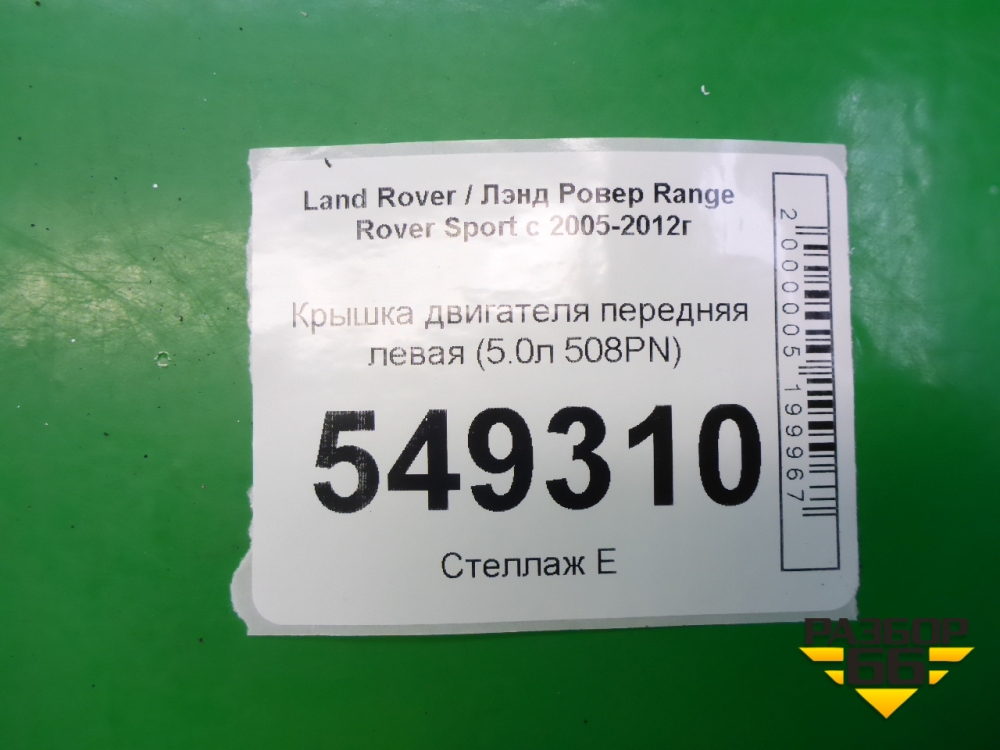 Land Rover / Лэнд Ровер Range
Rover Sport с 2005-2012г
Крышка двигателя передняя
левая (5.0л 508PN)
549310
Стеллаж Е
2000005199967
РАЗБОР
66